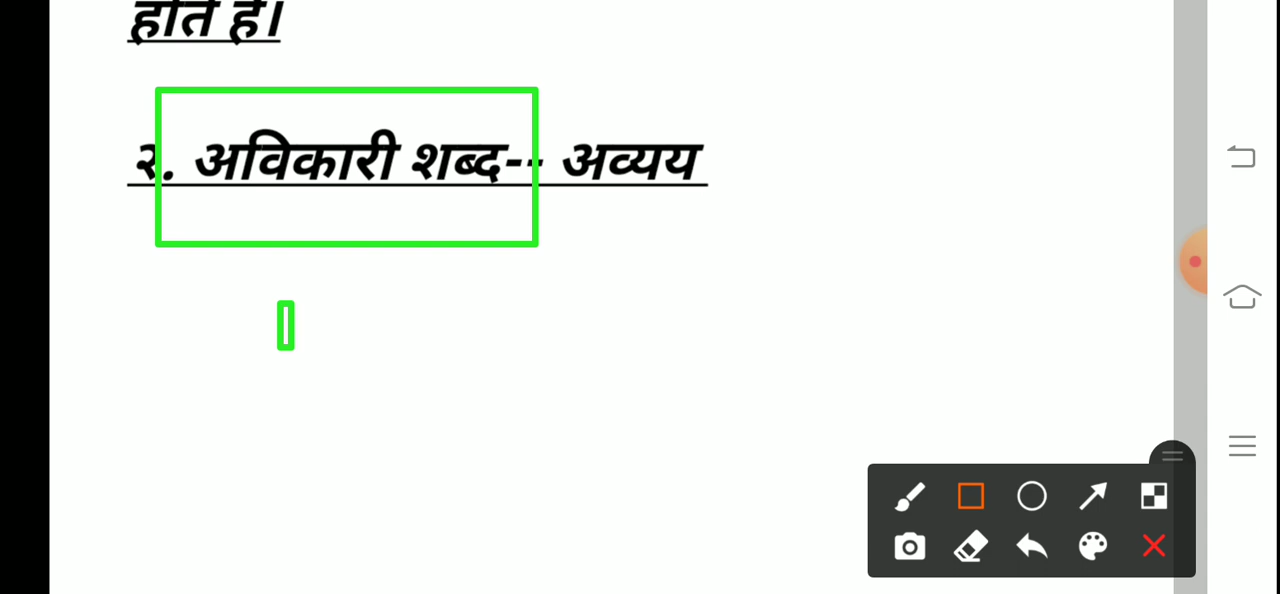 होते हैं।
२. अविकारी शब्द-- अव्यय